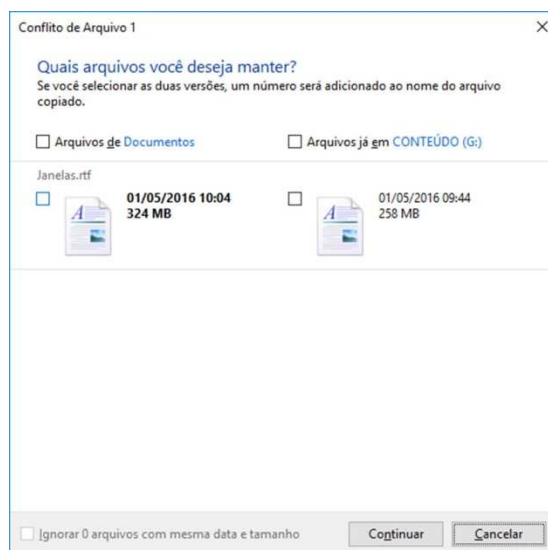 Conflito de Arquivo 1
Quais arquivos você deseja manter?
Se você selecionar as duas versões, um número será adicionado ao nome do arquivo
copiado.
Arquivos de Documentos
Arquivos já em CONTEÚDO (G:)
Janelas.rtf
01/05/2016 10:04
324 MB
01/05/2016 09:44
258 MB
Ignorar 0 arquivos com mesma data e tamanho
Continuar
Cancelar